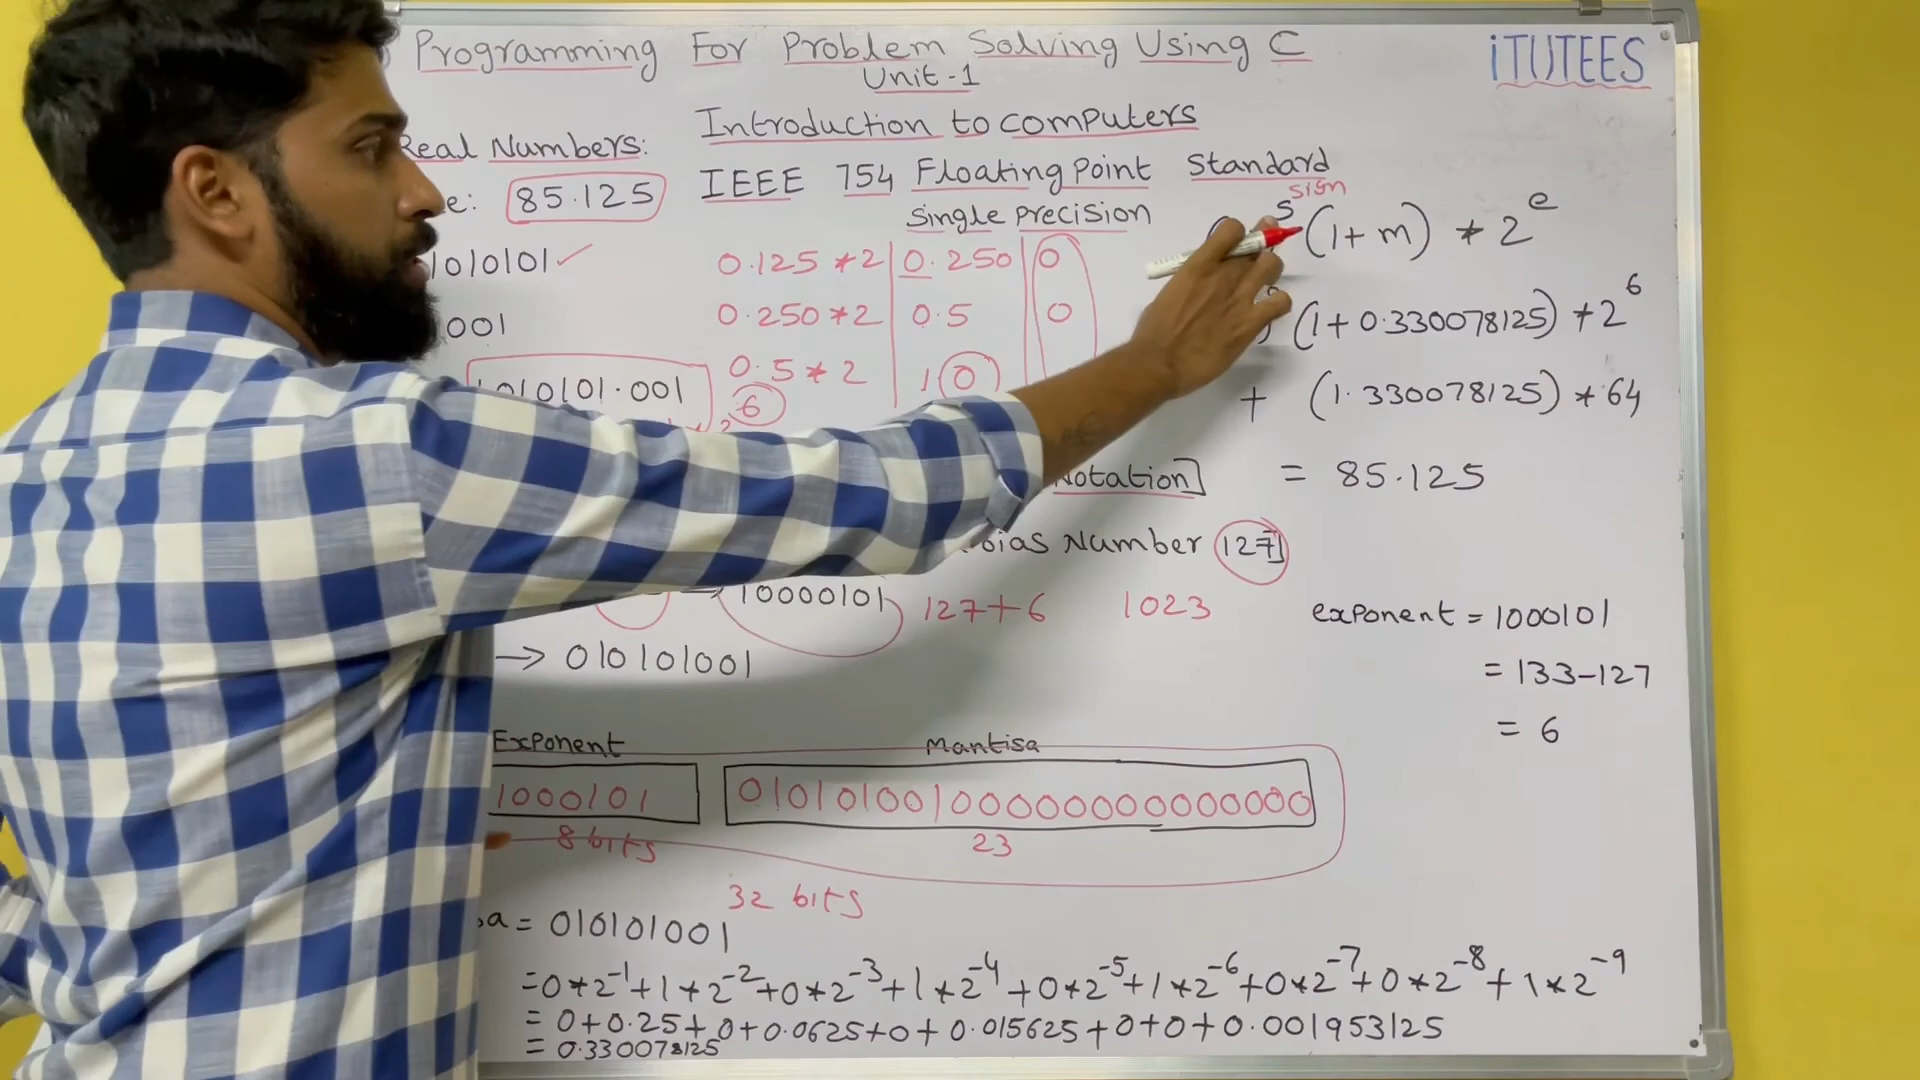 Programming For Problem Solving Using C
iTUTEES
Unit-1
Introduction to computers
Real Numbers:
IEEE 754 Floating Point Standard
85.125
single precision
sign
s (1+m) * 2^e
1010101 ✓
0.125*2 | 0.250 | 0
001
0.250*2 | 0.5 | 0
(1+0.330078125) * 2^6
1010101.001
0.5*2 | 1 0
6
+ (1.330078125) * 64
Notation]
= 85.125
bias Number 127]
→ 10000101
127+6
1023
exponent = 1000101
→ 010101001
= 133-127
= 6
Exponent
Mantisa
1000101
01010100100000000000000
8 bits
23
32 bits
a = 010101001
= 0*2^-1+1*2^-2+0*2^-3+1*2^-4+0*2^-5+1*2^-6+0*2^-7+0*2^-8+1*2^-9
= 0+0.25+0+0.0625+0+0.015625+0+0+0.001953125
= 0.330078125